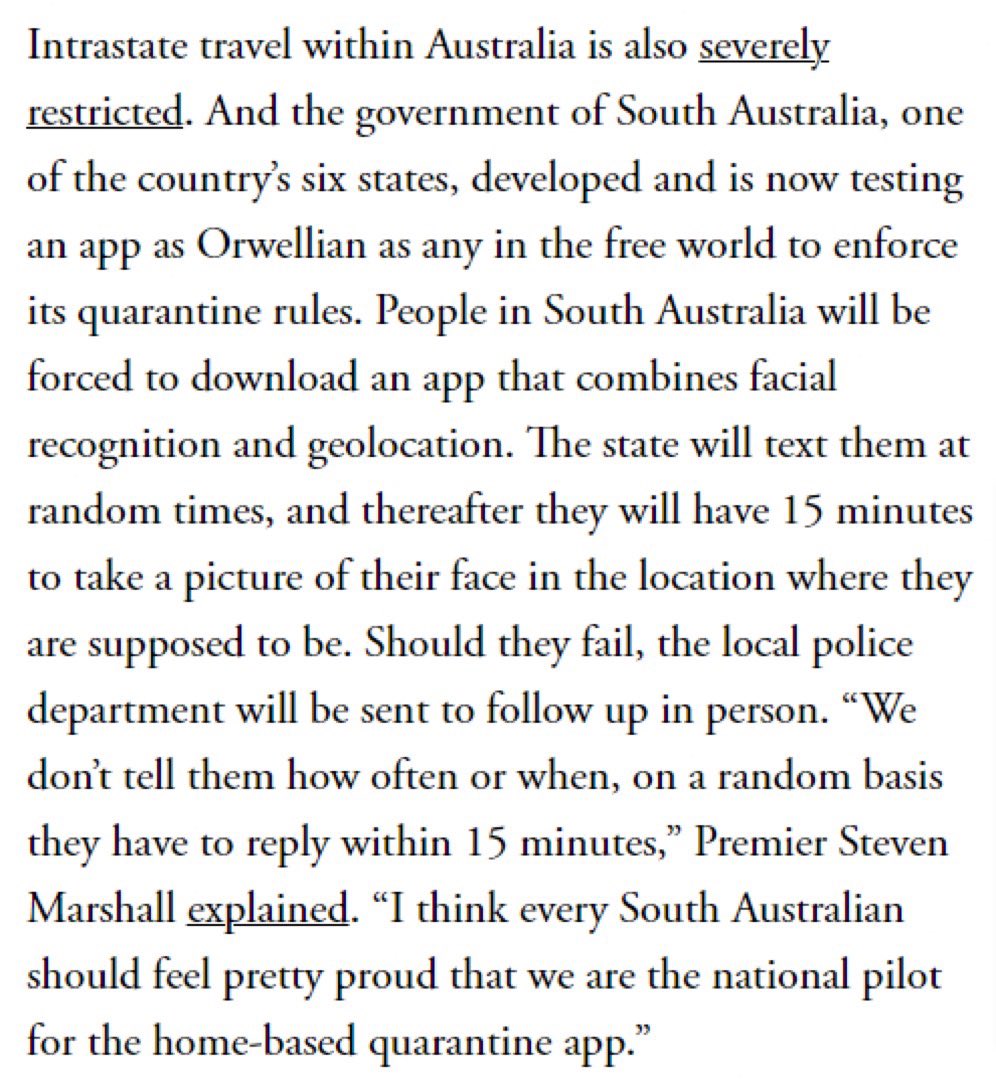 Intrastate travel within Australia is also severely
restricted. And the government of South Australia, one
of the country’s six states, developed and is now testing
an app as Orwellian as any in the free world to enforce
its quarantine rules. People in South Australia will be
forced to download an app that combines facial
recognition and geolocation. The state will text them at
random times, and thereafter they will have 15 minutes
to take a picture of their face in the location where they
are supposed to be. Should they fail, the local police
department will be sent to follow up in person. “We
don’t tell them how often or when, on a random basis
they have to reply within 15 minutes,” Premier Steven
Marshall explained. “I think every South Australian
should feel pretty proud that we are the national pilot
for the home-based quarantine app.”